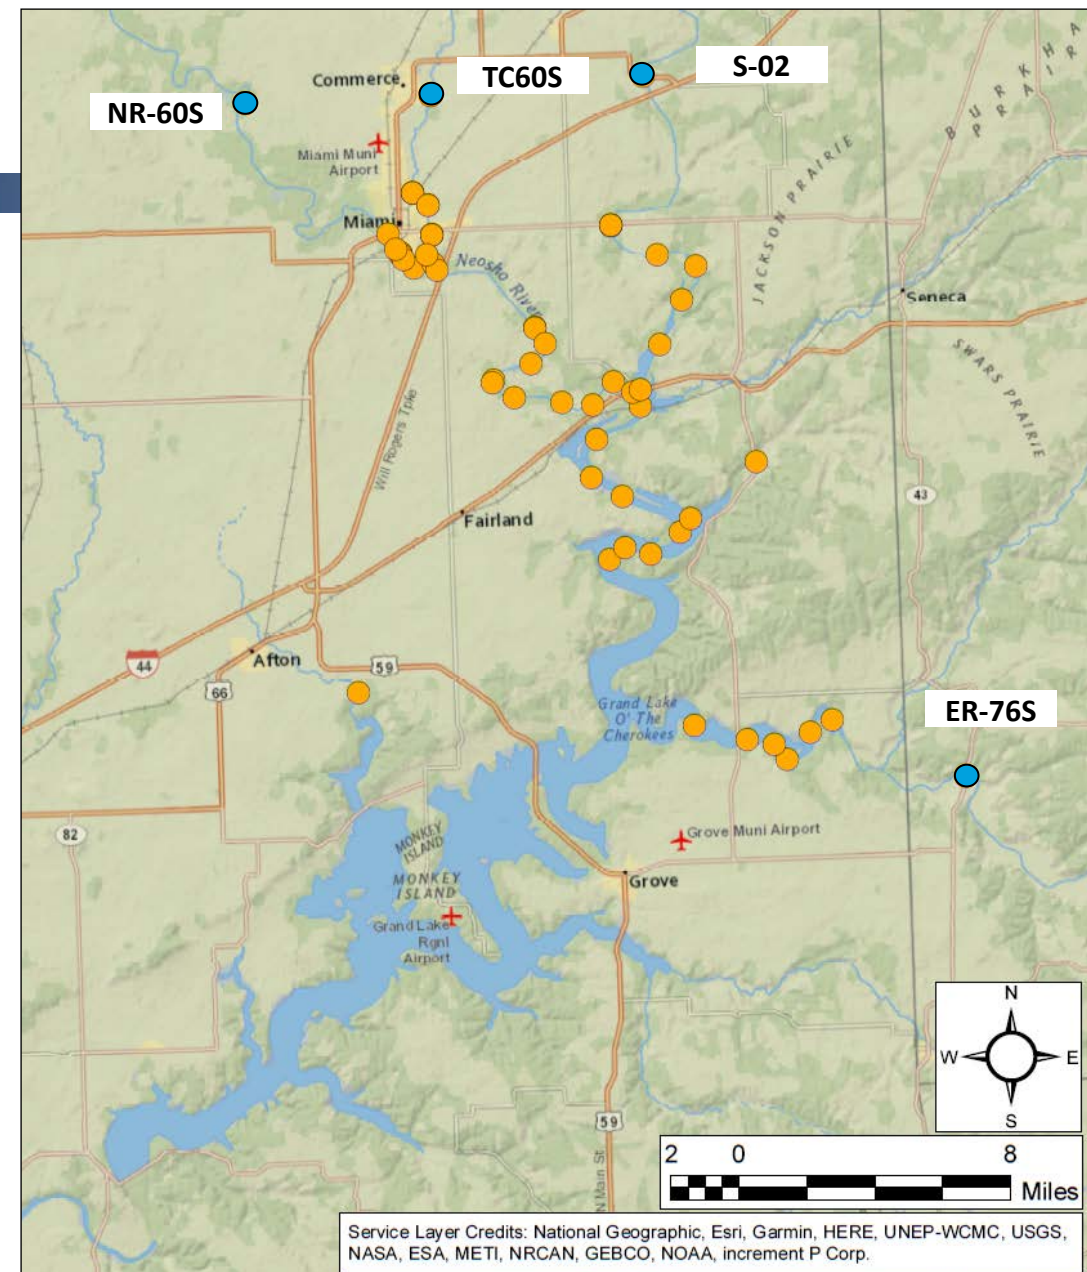 S-02
TC60S
NR-60S
Commerce
Miami Muni
Airport
Miami
BURKHART
PRAIRIE
JACKSON PRAIRIE
Neosho River
Seneca
SWARS PRAIRIE
Will Rogers Tpke
43
Fairland
44
Afton
59
66
Grand Lake
O' The
Cherokees
ER-76S
82
MONKEY
ISLAND
MONKEY
ISLAND
Grove Muni Airport
Grove
Grand Lake
Rgnl
Airport
N
W
E
S
59
N Main St
2 0 8
Miles
Service Layer Credits: National Geographic, Esri, Garmin, HERE, UNEP-WCMC, USGS,
NASA, ESA, METI, NRCAN, GEBCO, NOAA, increment P Corp.